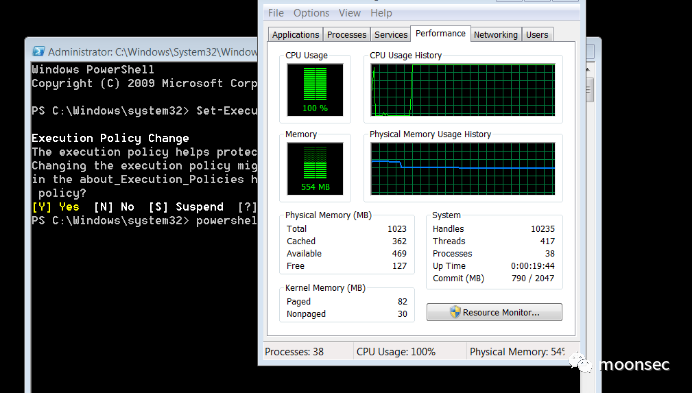 File Options View Help
Administrator: C:\Windows\System32\Window
Applications Processes Services Performance Networking Users
Windows PowerShell
Copyright (C) 2009 Microsoft Corp
PS C:\Windows\system32> Set-Execu
Execution Policy Change
The execution policy helps protec
Changing the execution policy mig
in the about_Execution_Policies h
policy?
[Y] Yes [N] No [S] Suspend [?]
PS C:\Windows\system32> powershel
CPU Usage
CPU Usage History
100 %
Memory
Physical Memory Usage History
554 MB
Physical Memory (MB)
Total 1023
Cached 362
Available 469
Free 127
Kernel Memory (MB)
Paged 82
Nonpaged 30
System
Handles 10235
Threads 417
Processes 38
Up Time 0:00:19:44
Commit (MB) 790 / 2047
Resource Monitor...
Processes: 38 CPU Usage: 100% Physical Memory: 54%
moonsec